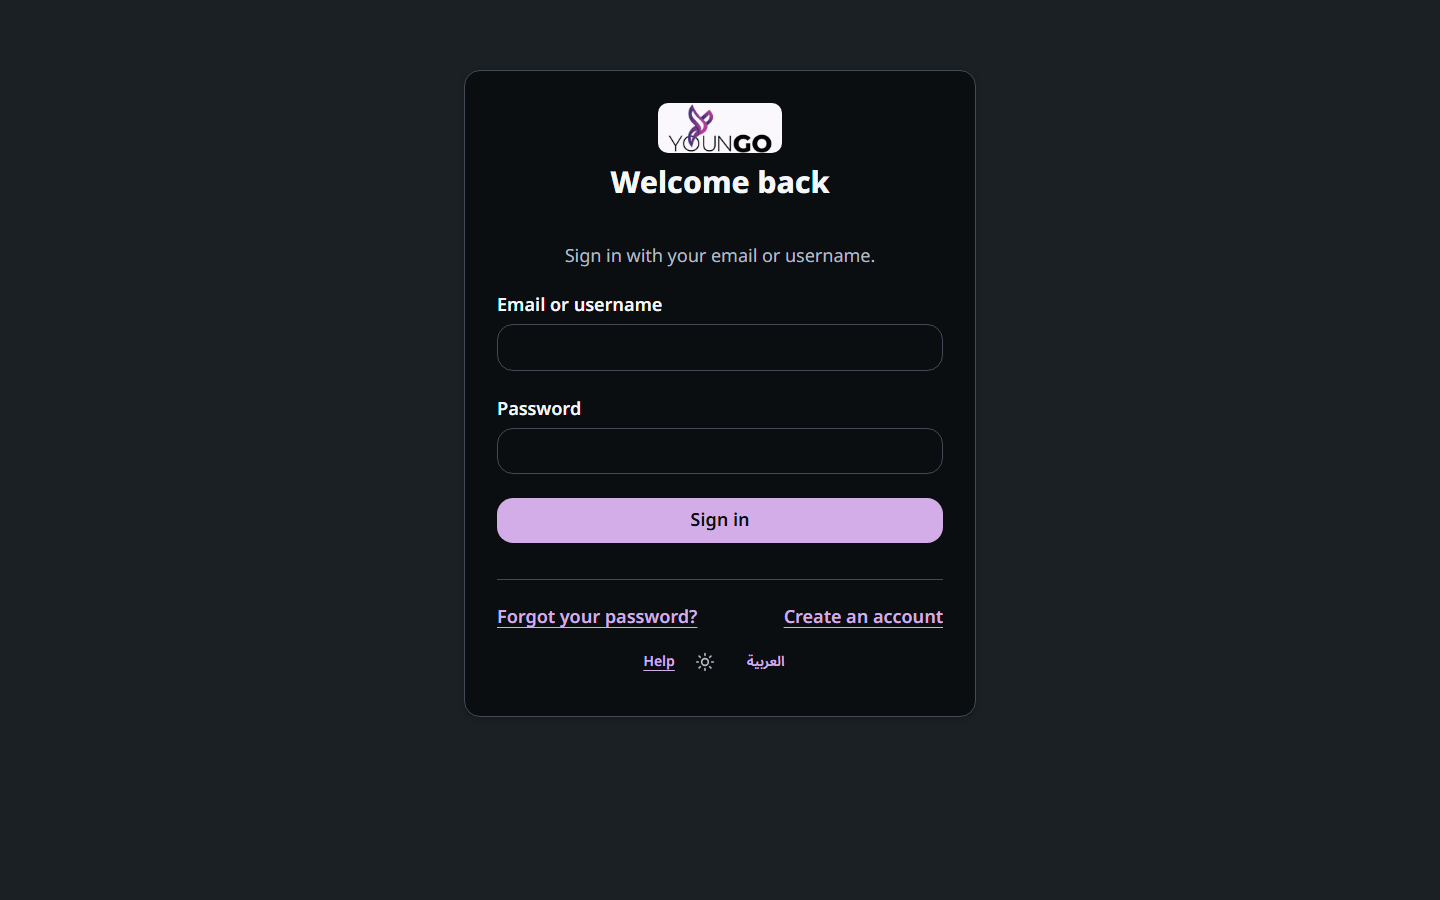 YOUNGO
Welcome back
Sign in with your email or username.
Email or username
Password
Sign in
Forgot your password? Create an account
Help العربية